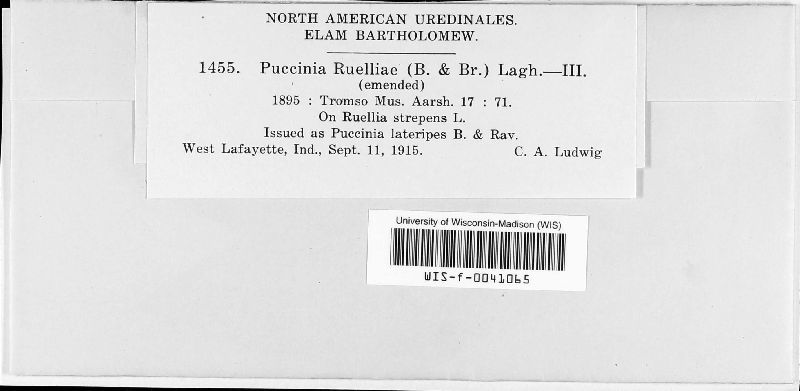 NORTH AMERICAN UREDINALES.
ELAM BARTHOLOMEW.
1455. Puccinia Ruelliae (B. & Br.) Lagh.—III.
(emended)
1895 : Tromso Mus. Aarsh. 17 : 71.
On Ruellia strepens L.
Issued as Puccinia lateripes B. & Rav.
West Lafayette, Ind., Sept. 11, 1915. C. A. Ludwig
University of Wisconsin-Madison (WIS)
WIS-f-0041065